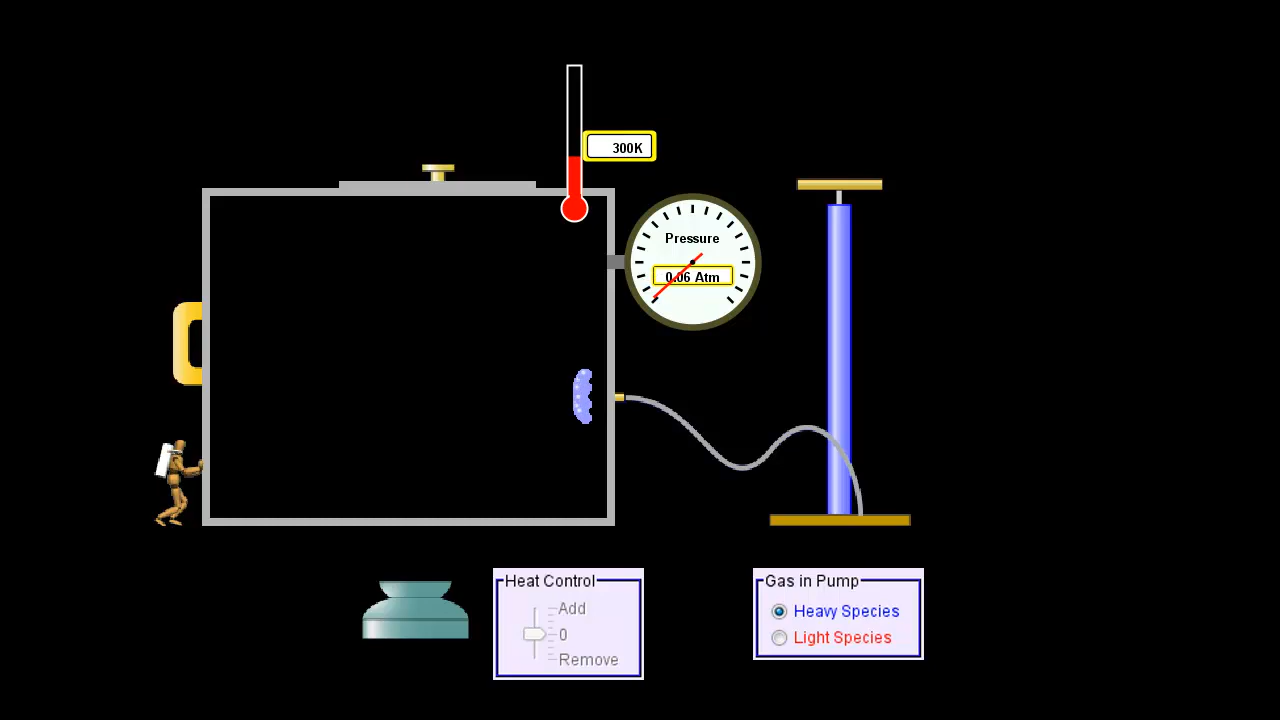 300K
Pressure
0.06 Atm
Heat Control
Add
0
Remove
Gas in Pump
Heavy Species
Light Species